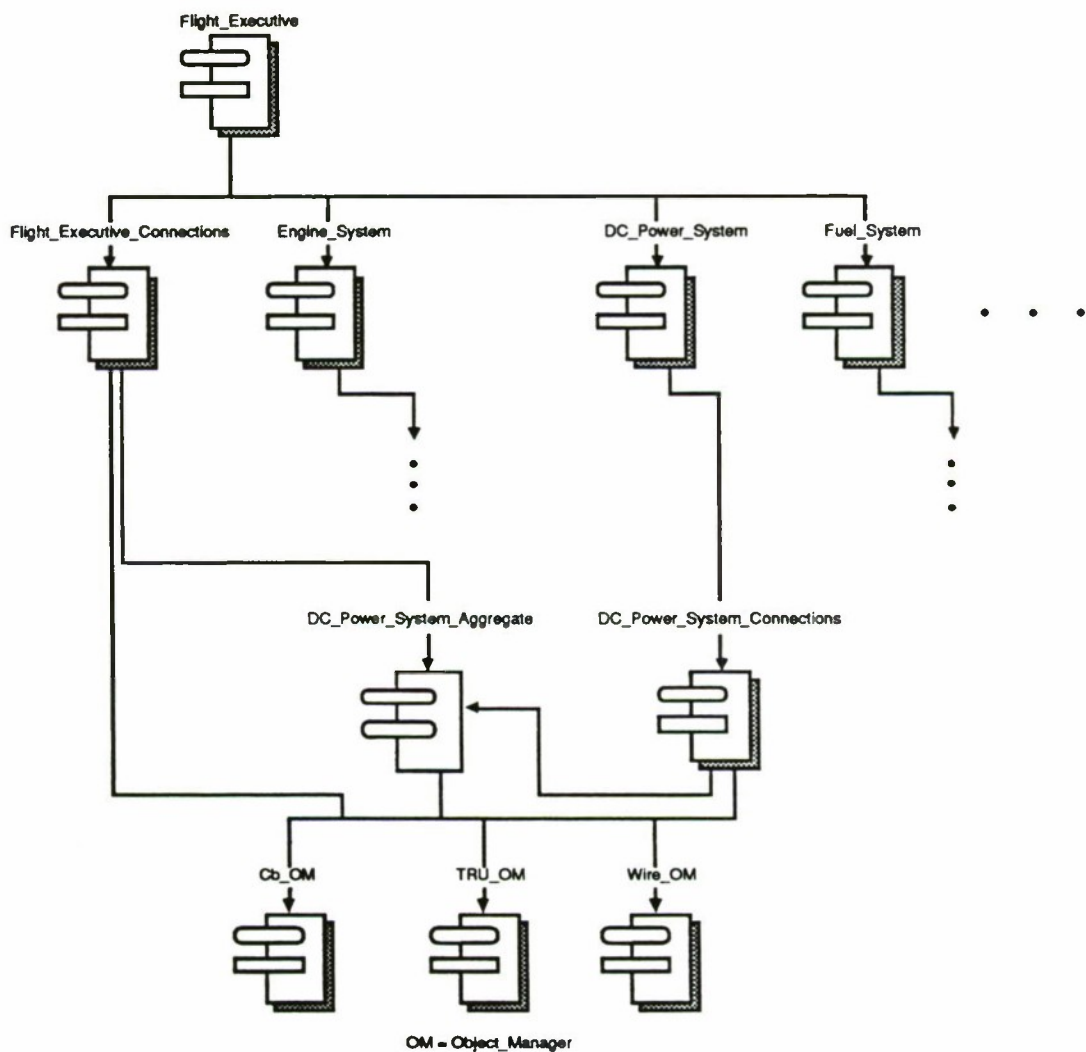 Flight_Executive
Flight_Executive_Connections
Engine_System
DC_Power_System
Fuel_System
DC_Power_System_Aggregate
DC_Power_System_Connections
Cb_OM
TRU_OM
Wire_OM
OM = Object_Manager